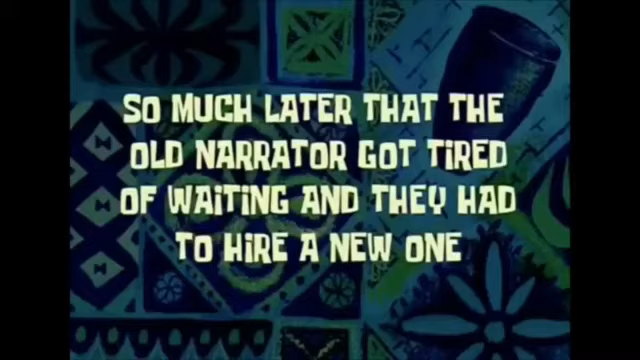 SO MUCH LATER THAT THE
OLD NARRATOR GOT TIRED
OF WAITING AND THEY HAD
TO HIRE A NEW ONE